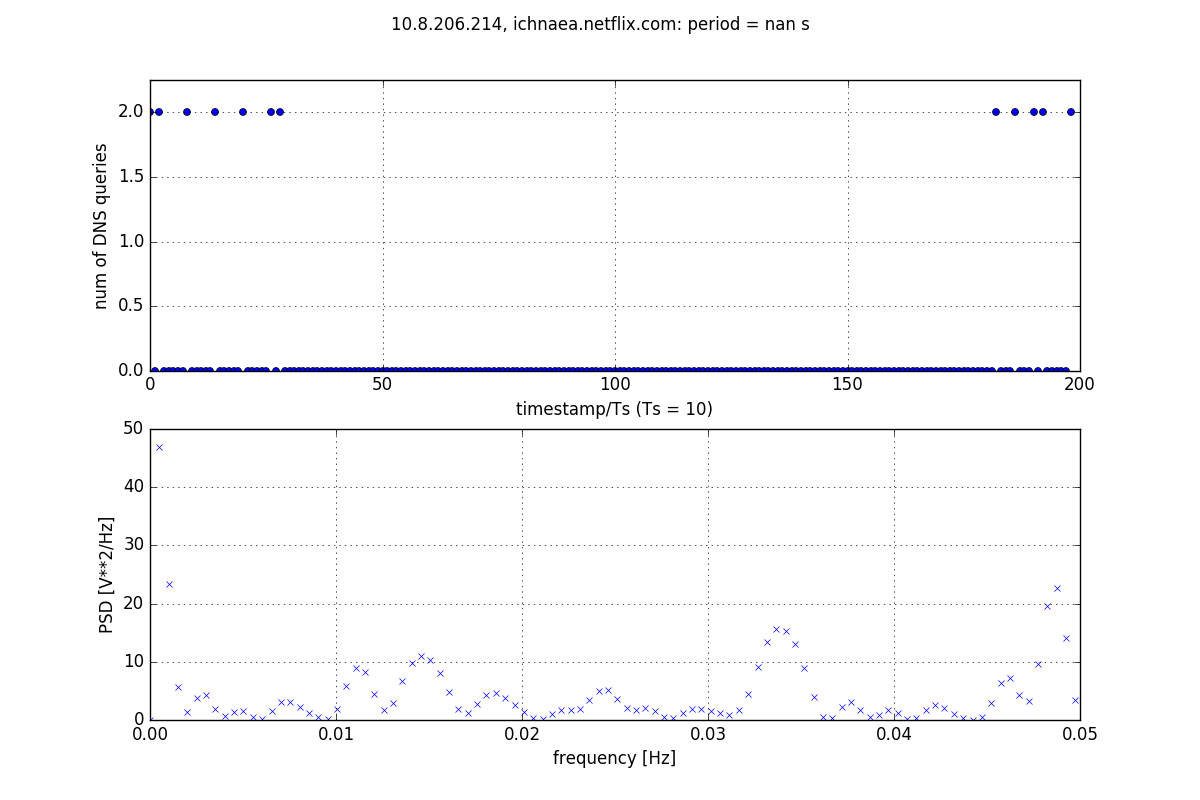 10.8.206.214, ichnaea.netflix.com: period = nan s
2.0
1.5
1.0
0.5
0.0
num of DNS queries
0 50 100 150 200
timestamp/Ts (Ts = 10)
50
40
30
20
10
0
PSD [V**2/Hz]
0.00 0.01 0.02 0.03 0.04 0.05
frequency [Hz]